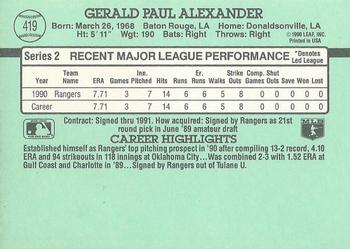 419
GERALD PAUL ALEXANDER
© 1990 LEAF, INC.
Printed in USA
Born: March 26, 1968 Baton Rouge, LA Home: Donaldsonville, LA
Ht: 5'11" Wgt: 190 Bats: Right Throws: Right
Series 2 RECENT MAJOR LEAGUE PERFORMANCE *Denotes Led League
ERA Games Inn. Pitched Hits Runs Er. Runs Walks Strike Outs Comp. Games Shut Outs Save Won Lost
1990 Rangers 7.71 3 7 14 6 6 5 8 0 0 0 0 0
Career 7.71 3 7 14 6 6 5 8 0 0 0 0 0
Contract: Signed thru 1991. How acquired: Signed by Rangers as 21st
round pick in June '89 amateur draft
CAREER HIGHLIGHTS
Established himself as Rangers' top pitching prospect in '90 after compiling 13-2 record, 4.10
ERA and 94 strikeouts in 118 innings at Oklahoma City...Was combined 2-3 with 1.52 ERA at
Gulf Coast and Charlotte in '89...Signed by Rangers out of Tulane U.
MLB